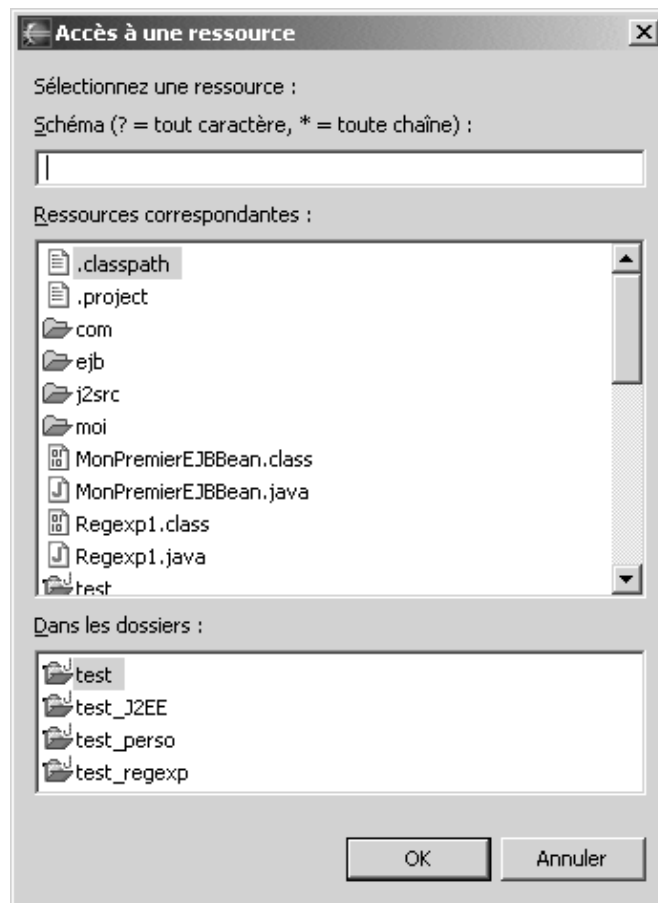 Accès à une ressource
Sélectionnez une ressource :
Schéma (? = tout caractère, * = toute chaîne) :
Ressources correspondantes :
.classpath
.project
com
ejb
j2src
moi
MonPremierEJBBean.class
MonPremierEJBBean.java
Regexp1.class
Regexp1.java
test
Dans les dossiers :
test
test_J2EE
test_perso
test_regexp
OK Annuler